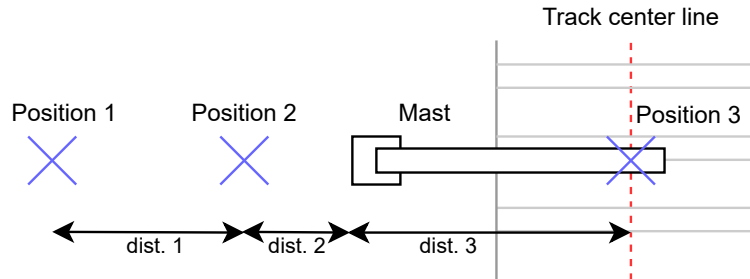 Track center line
Position 1
Position 2
Mast
Position 3
dist. 1
dist. 2
dist. 3